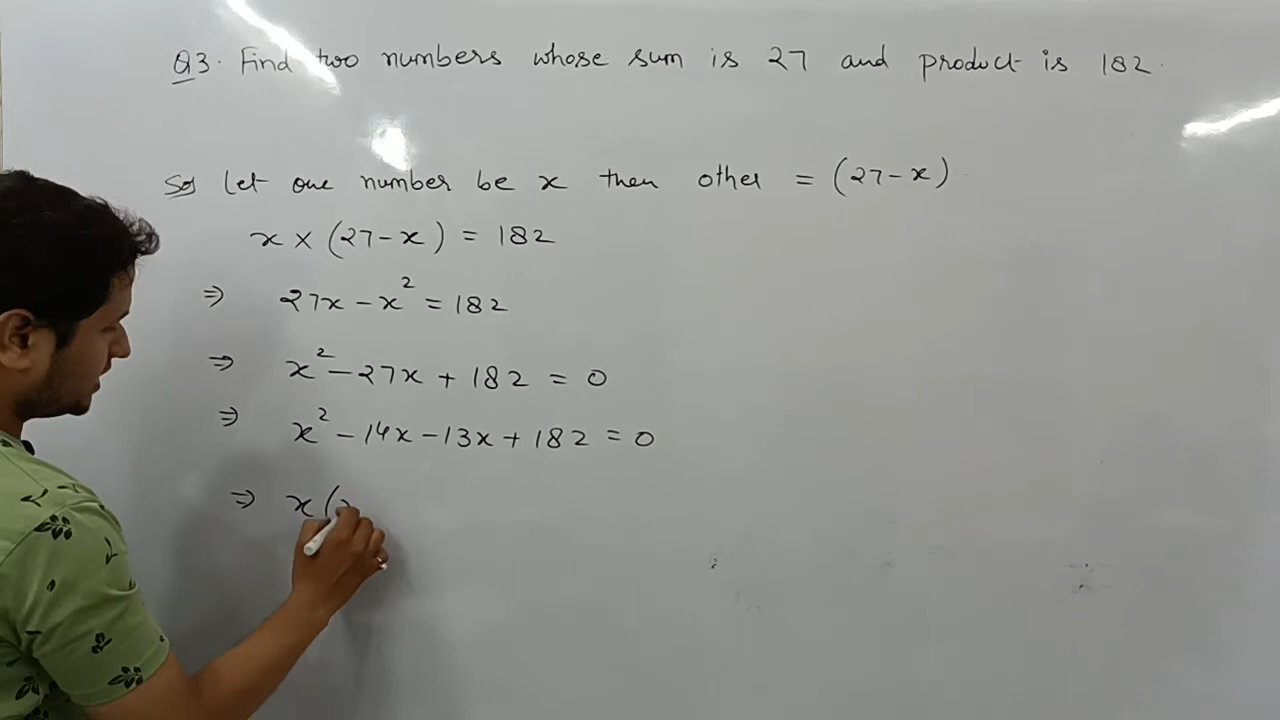 Q3. Find two numbers whose sum is 27 and product is 182.
Sol Let one number be x then other = (27-x)
x × (27-x) = 182
⇒ 27x - x² = 182
⇒ x² - 27x + 182 = 0
⇒ x² - 14x - 13x + 182 = 0
⇒ x(